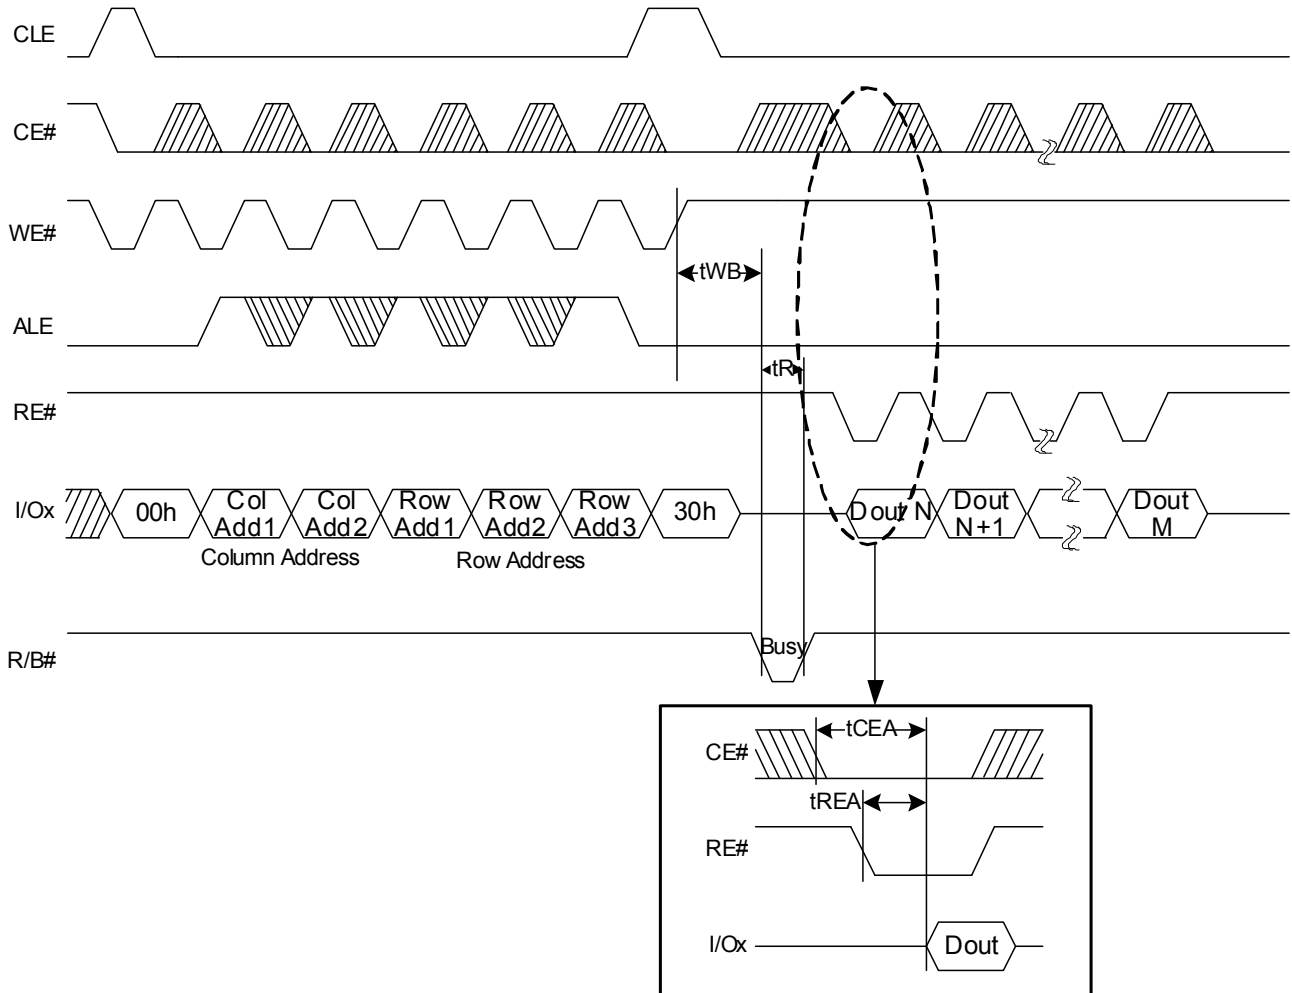 CLE
CE#
WE#
tWB
ALE
tR
RE#
I/Ox
00h
Col
Add1
Col
Add2
Row
Add1
Row
Add2
Row
Add3
30h
Dout N
Dout
N+1
Dout
M
Column Address
Row Address
R/B#
Busy
CE#
tCEA
tREA
RE#
I/Ox
Dout